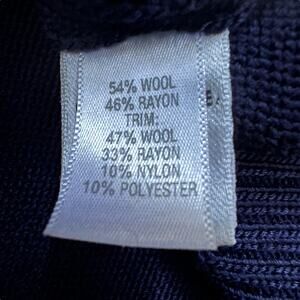 54% WOOL
46% RAYON
TRIM:
47% WOOL
33% RAYON
10% NYLON
10% POLYESTER